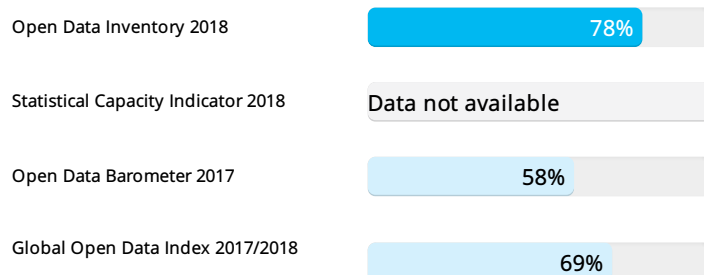 Open Data Inventory 2018 78%
Statistical Capacity Indicator 2018 Data not available
Open Data Barometer 2017 58%
Global Open Data Index 2017/2018 69%